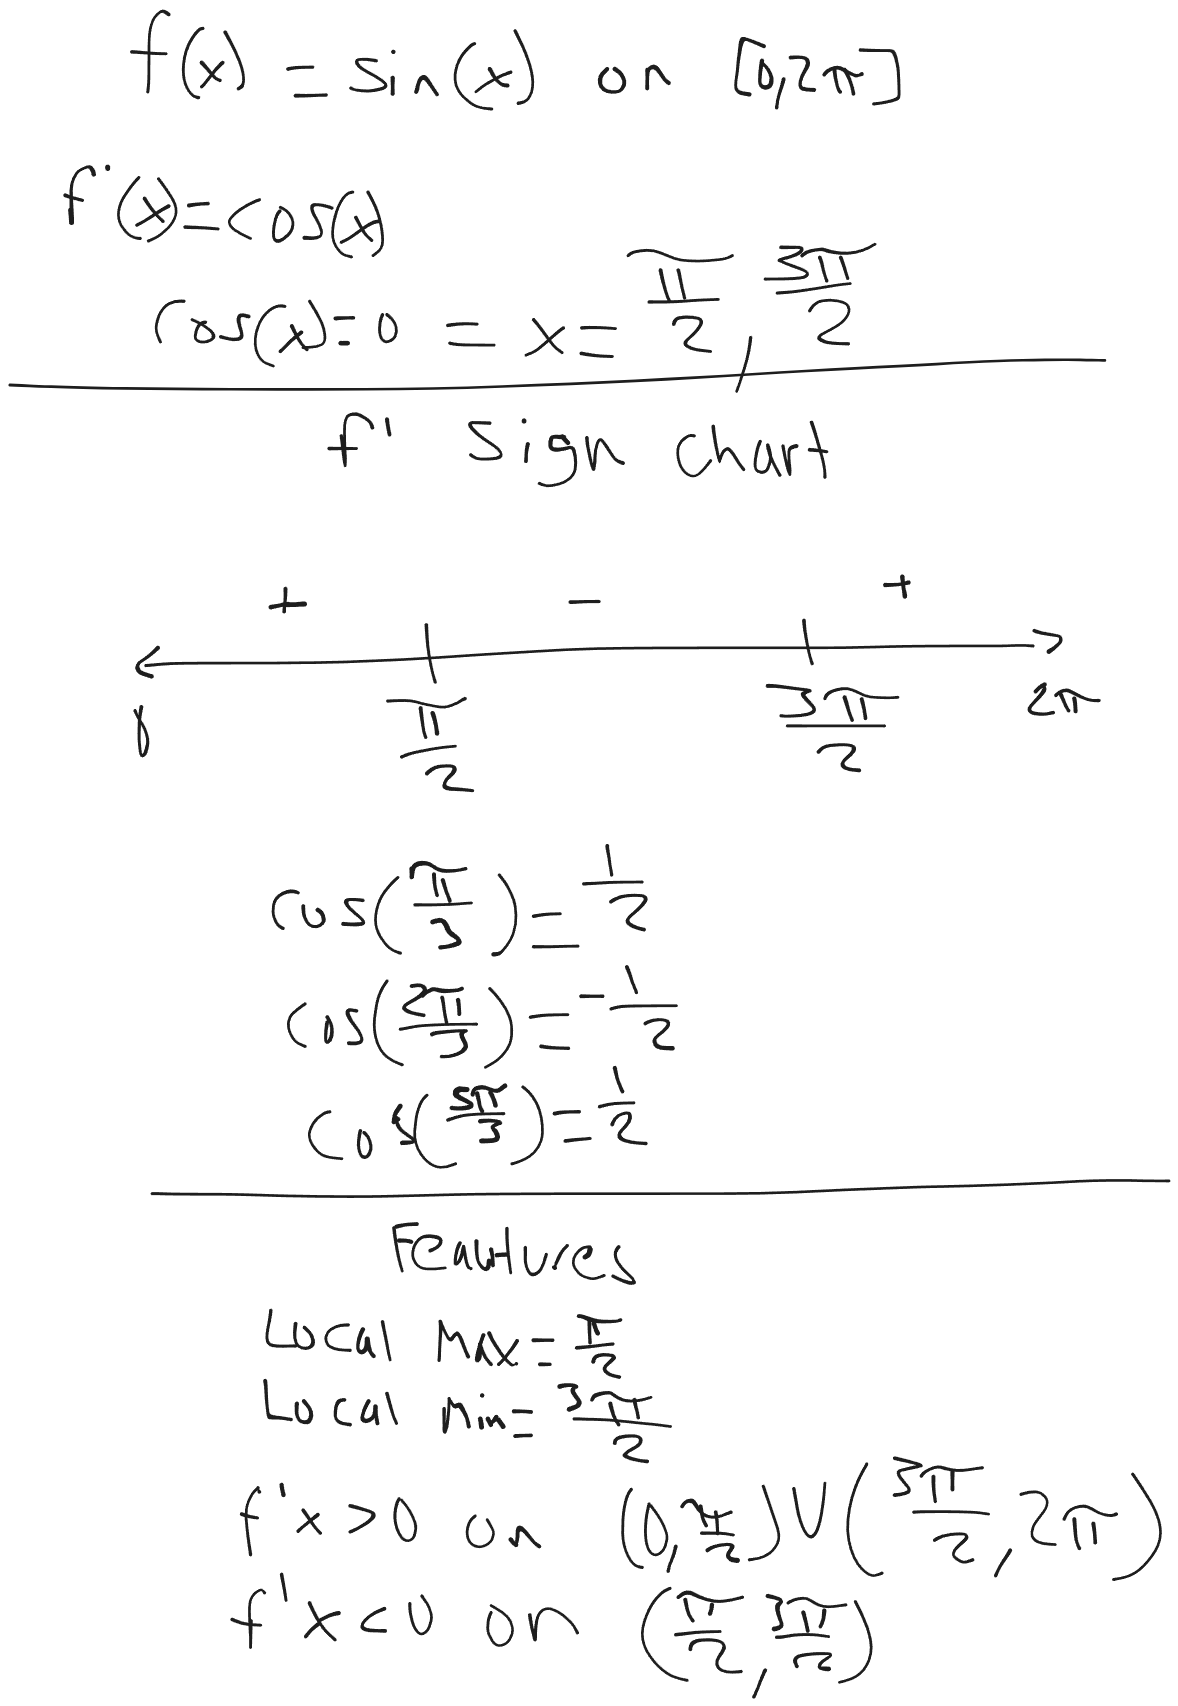 f(x) = sin(x) on [0,2π]
f'(x)=cos(x)
cos(x)=0 = x= π/2, 3π/2
f' sign chart
+ - +
0 π/2 3π/2 2π
cos(π/3)=1/2
cos(2π/3)=-1/2
cos(5π/3)=1/2
Features
Local Max=π/2
Local Min=3π/2
f'x>0 on (0,π/2)∪(3π/2,2π)
f'x<0 on (π/2,3π/2)